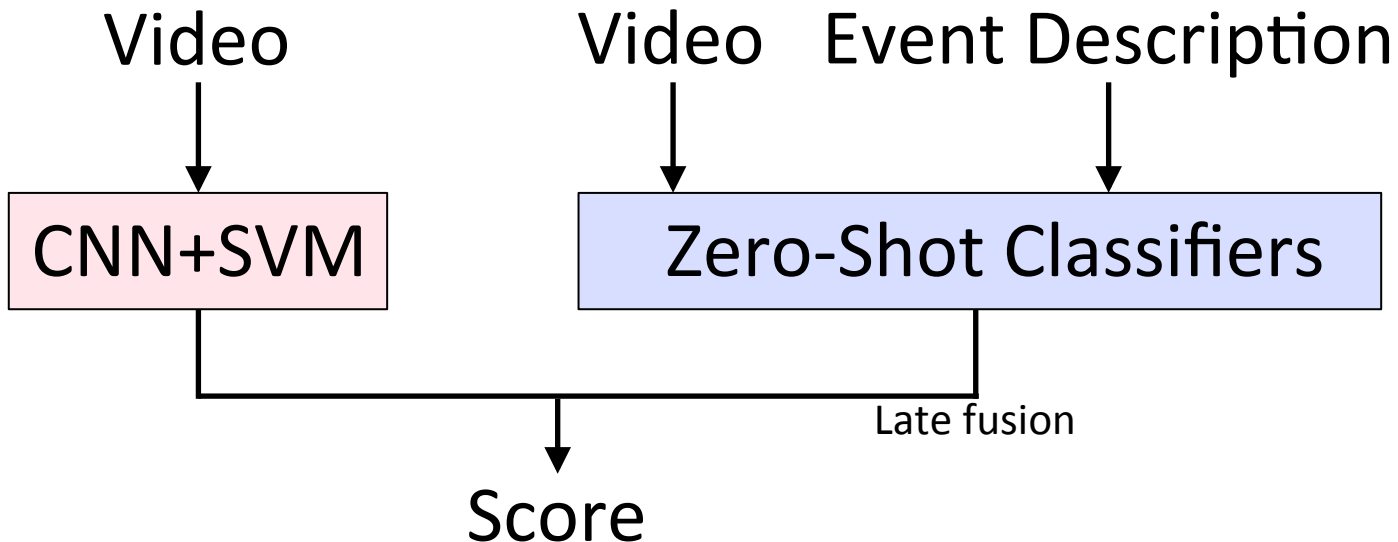 Video
Video
Event Description
CNN+SVM
Zero-Shot Classifiers
Late fusion
Score